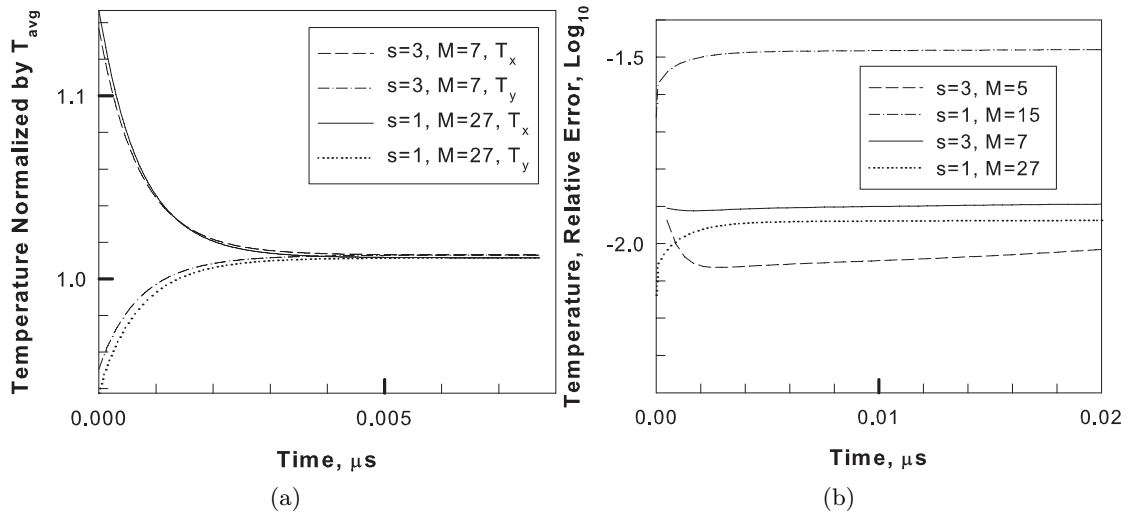 Temperature Normalized by T_avg
1.1
1.0
s=3, M=7, T_x
s=3, M=7, T_y
s=1, M=27, T_x
s=1, M=27, T_y
0.000
0.005
Time, μs
(a)
Temperature, Relative Error, Log_10
-1.5
-2.0
s=3, M=5
s=1, M=15
s=3, M=7
s=1, M=27
0.00
0.01
0.02
Time, μs
(b)